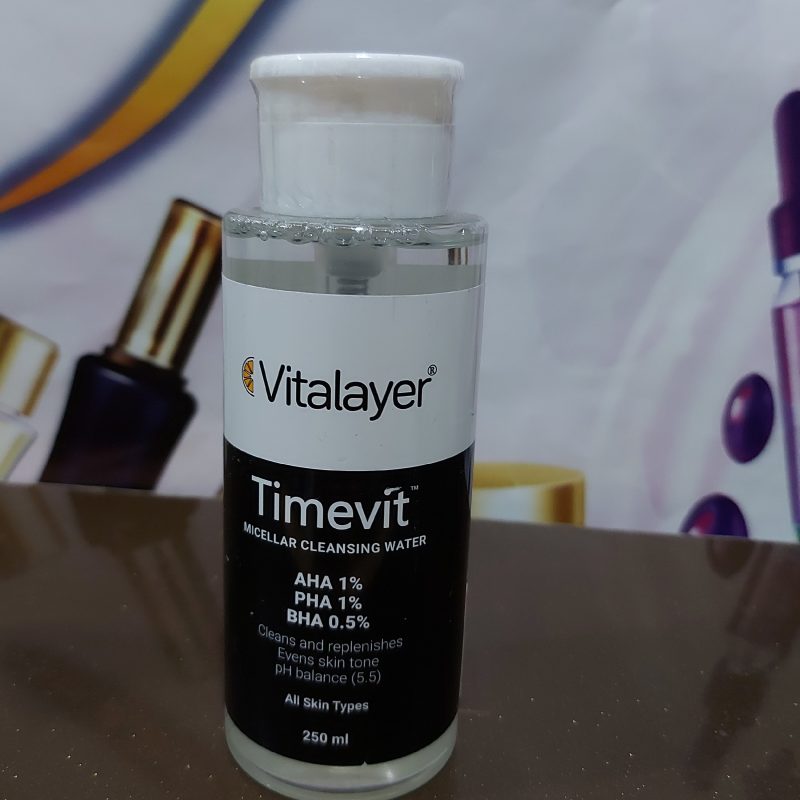 Vitalayer®
Timevit™
MICELLAR CLEANSING WATER
AHA 1%
PHA 1%
BHA 0.5%
Cleans and replenishes
Evens skin tone
pH balance (5.5)
All Skin Types
250 ml